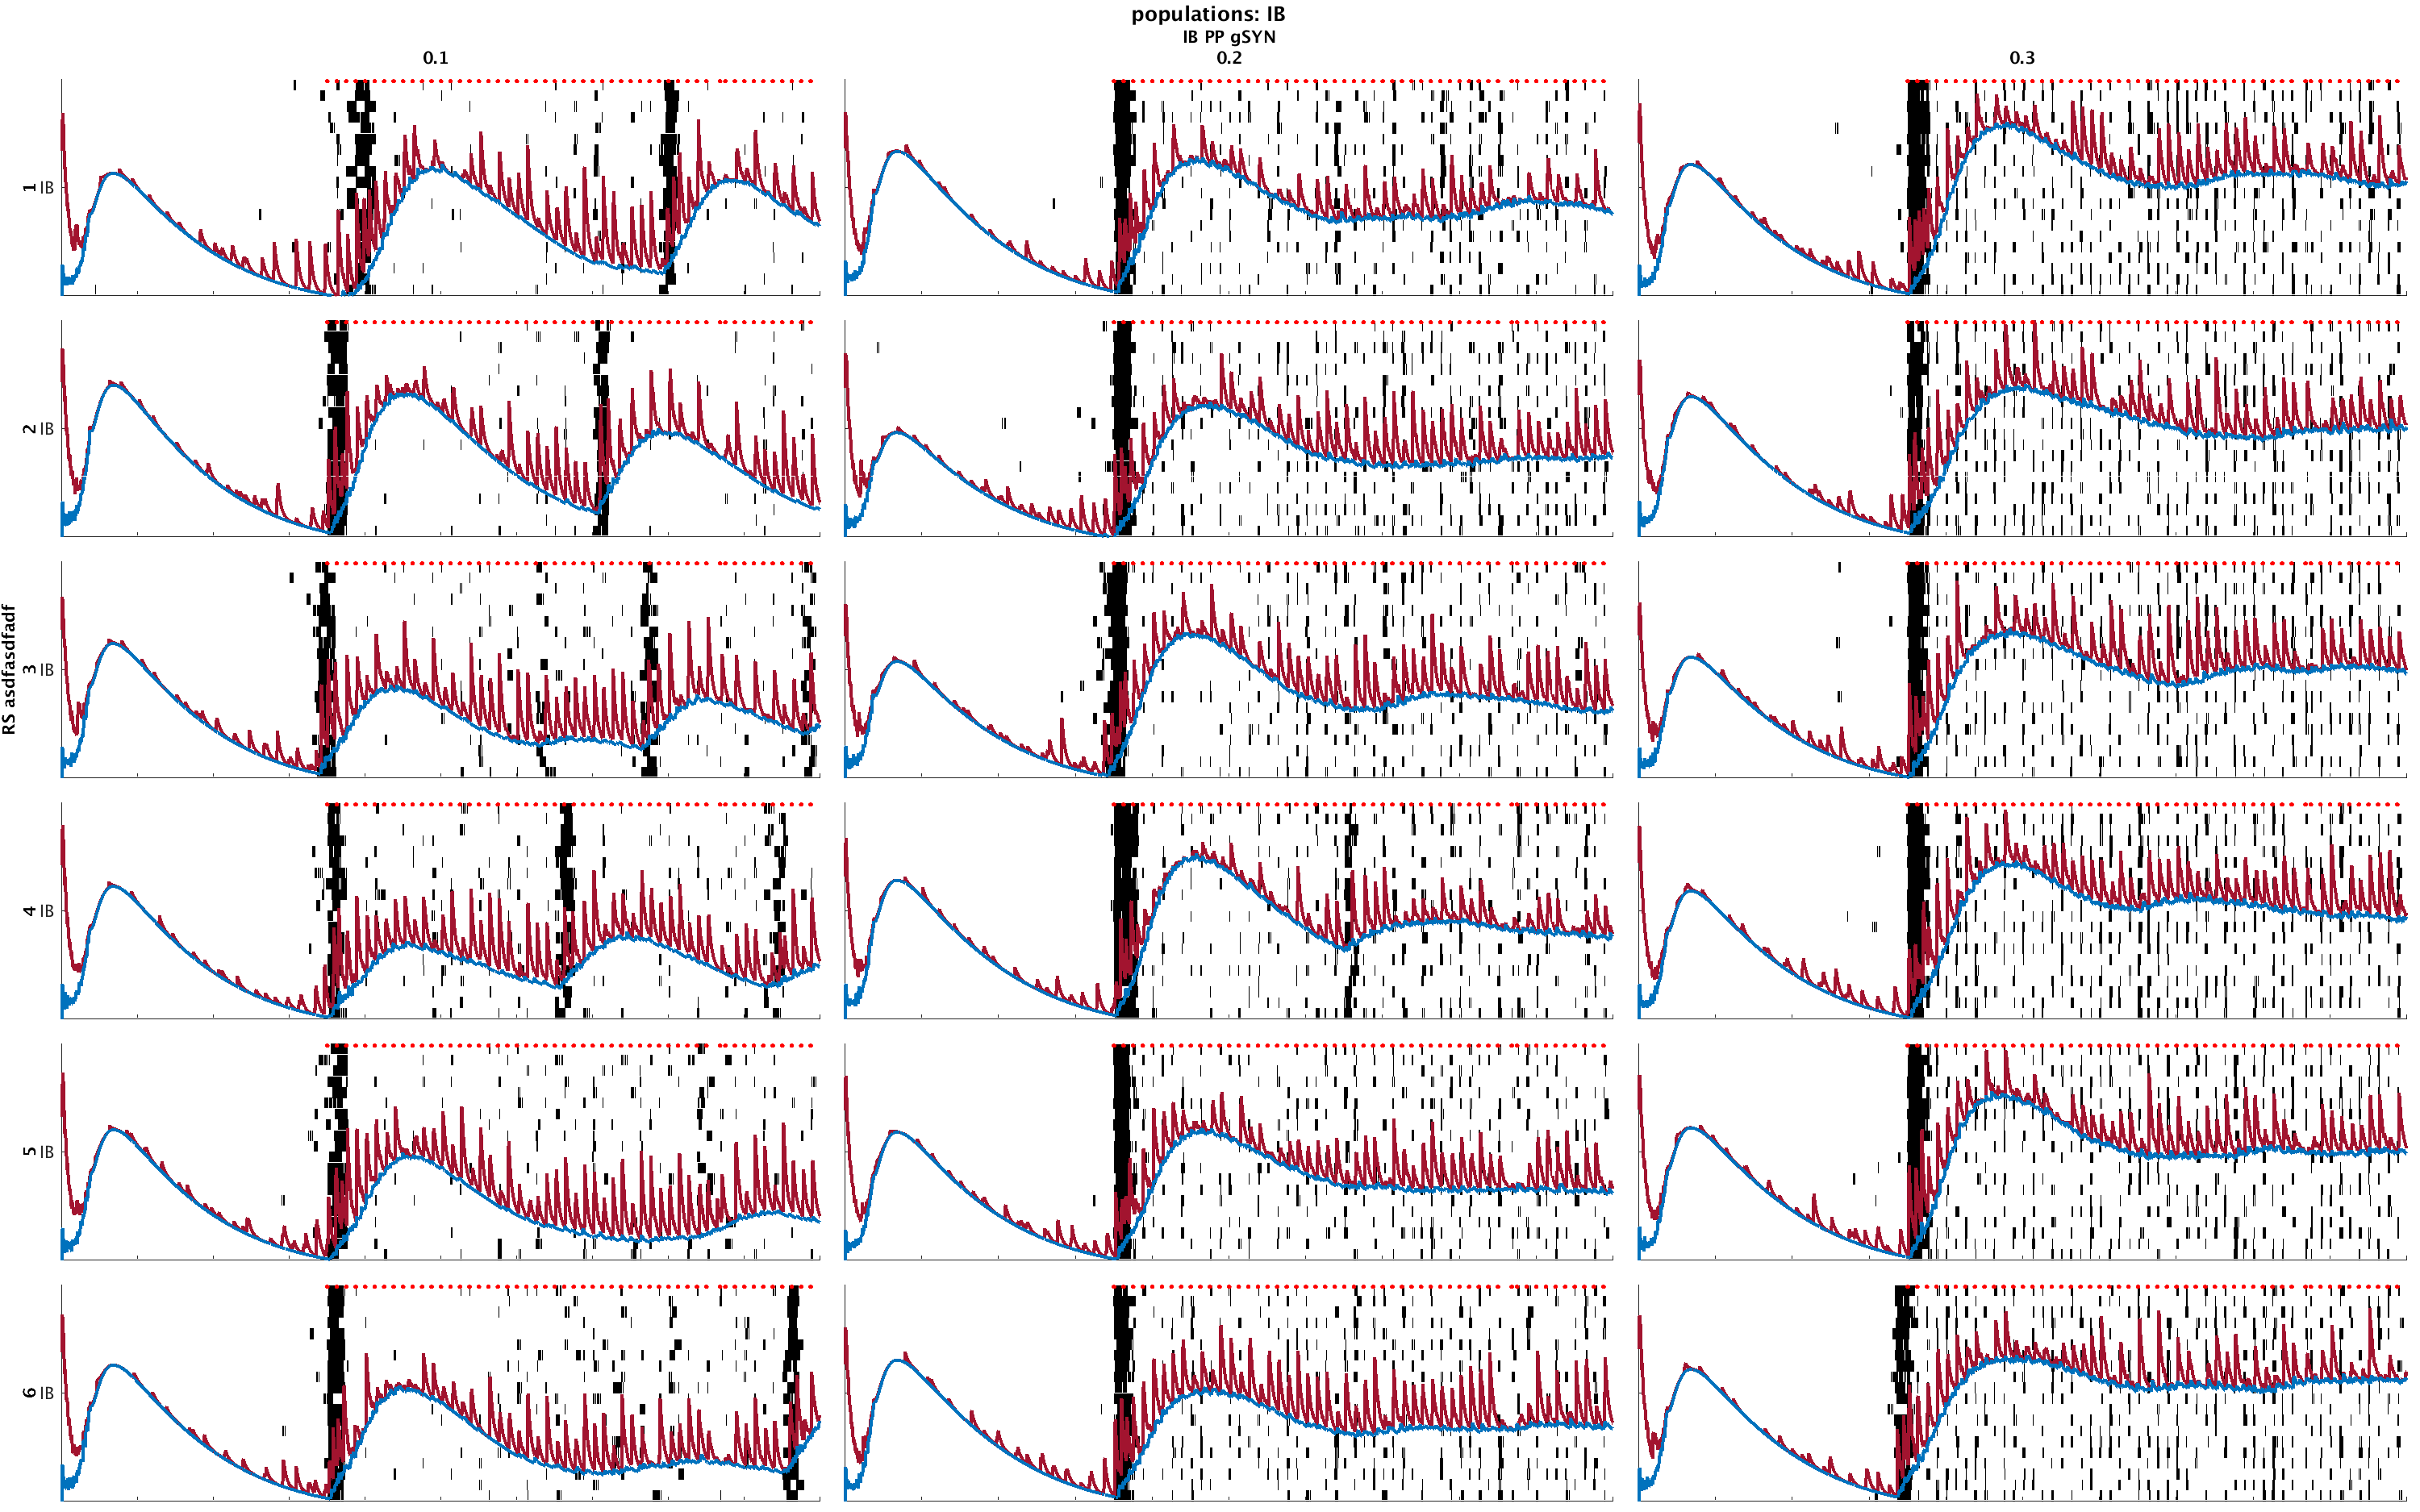 populations: IB
IB PP gSYN
0.1 0.2 0.3
RS asdfasdfadf
1 IB
2 IB
3 IB
4 IB
5 IB
6 IB